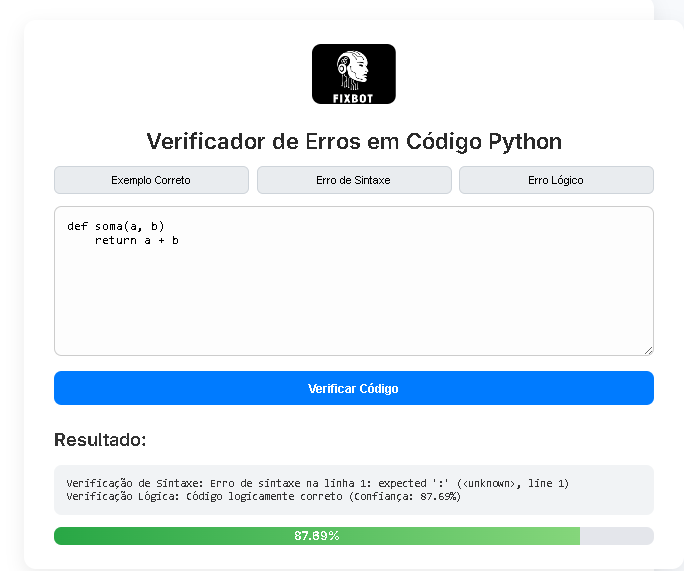 FIXBOT
Verificador de Erros em Código Python
Exemplo Correto
Erro de Sintaxe
Erro Lógico
def soma(a, b)
    return a + b
Verificar Código
Resultado:
Verificação de Sintaxe: Erro de sintaxe na linha 1: expected ':' (<unknown>, line 1)
Verificação Lógica: Código logicamente correto (Confiança: 87.69%)
87.69%